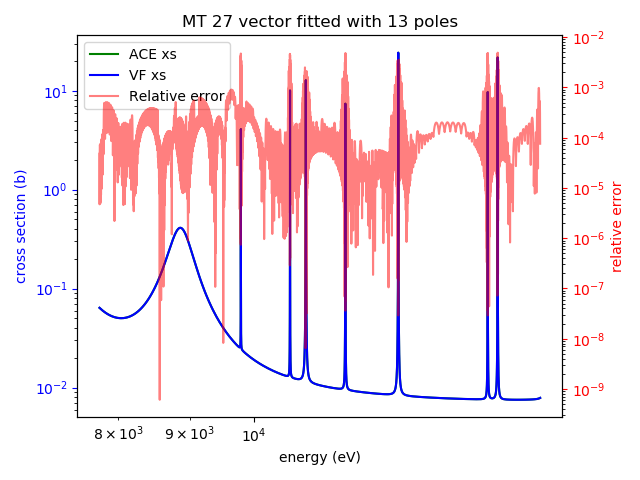 MT 27 vector fitted with 13 poles
ACE xs
VF xs
Relative error
cross section (b)
10¹
10⁰
10⁻¹
10⁻²
10⁻²
10⁻³
10⁻⁴
10⁻⁵
10⁻⁶
10⁻⁷
10⁻⁸
10⁻⁹
relative error
8 × 10³ 9 × 10³ 10⁴
energy (eV)